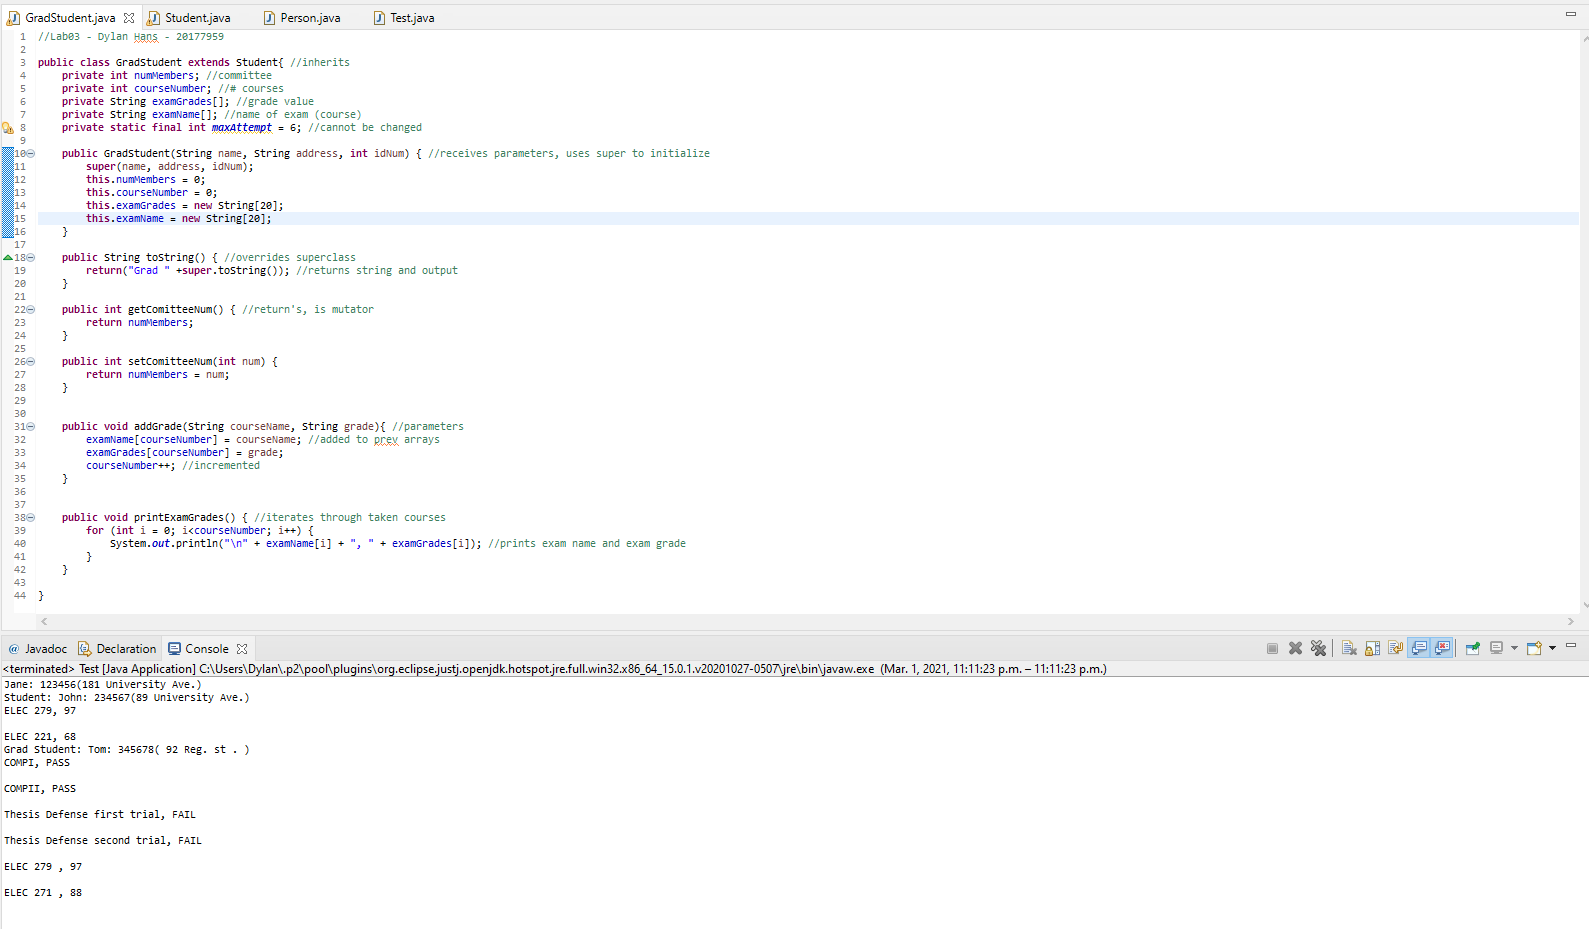 GradStudent.java Student.java Person.java Test.java
1 //Lab03 - Dylan Hans - 20177959
2
3 public class GradStudent extends Student{ //inherits
4 private int numMembers; //committee
5 private int courseNumber; //# courses
6 private String examGrades[]; //grade value
7 private String examName[]; //name of exam (course)
8 private static final int maxAttempt = 6; //cannot be changed
9
10 public GradStudent(String name, String address, int idNum) { //receives parameters, uses super to initialize
11 super(name, address, idNum);
12 this.numMembers = 0;
13 this.courseNumber = 0;
14 this.examGrades = new String[20];
15 this.examName = new String[20];
16 }
17
18 public String toString() { //overrides superclass
19 return("Grad " +super.toString()); //returns string and output
20 }
21
22 public int getComitteeNum() { //return's, is mutator
23 return numMembers;
24 }
25
26 public int setComitteeNum(int num) {
27 return numMembers = num;
28 }
29
30
31 public void addGrade(String courseName, String grade){ //parameters
32 examName[courseNumber] = courseName; //added to prev arrays
33 examGrades[courseNumber] = grade;
34 courseNumber++; //incremented
35 }
36
37
38 public void printExamGrades() { //iterates through taken courses
39 for (int i = 0; i<courseNumber; i++) {
40 System.out.println("\n" + examName[i] + ", " + examGrades[i]); //prints exam name and exam grade
41 }
42 }
43
44 }
@ Javadoc Declaration Console
<terminated> Test [Java Application] C:\Users\Dylan\.p2\pool\plugins\org.eclipse.justj.openjdk.hotspot.jre.full.win32.x86_64_15.0.1.v20201027-0507\jre\bin\javaw.exe (Mar. 1, 2021, 11:11:23 p.m. – 11:11:23 p.m.)
Jane: 123456(181 University Ave.)
Student: John: 234567(89 University Ave.)
ELEC 279, 97
ELEC 221, 68
Grad Student: Tom: 345678( 92 Reg. st . )
COMPI, PASS
COMPII, PASS
Thesis Defense first trial, FAIL
Thesis Defense second trial, FAIL
ELEC 279 , 97
ELEC 271 , 88